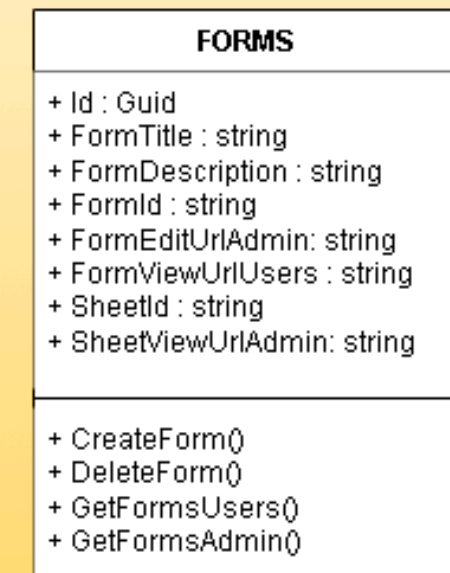 FORMS
+ Id : Guid
+ FormTitle : string
+ FormDescription : string
+ FormId : string
+ FormEditUrlAdmin: string
+ FormViewUrlUsers : string
+ SheetId : string
+ SheetViewUrlAdmin: string
+ CreateForm()
+ DeleteForm()
+ GetFormsUsers()
+ GetFormsAdmin()